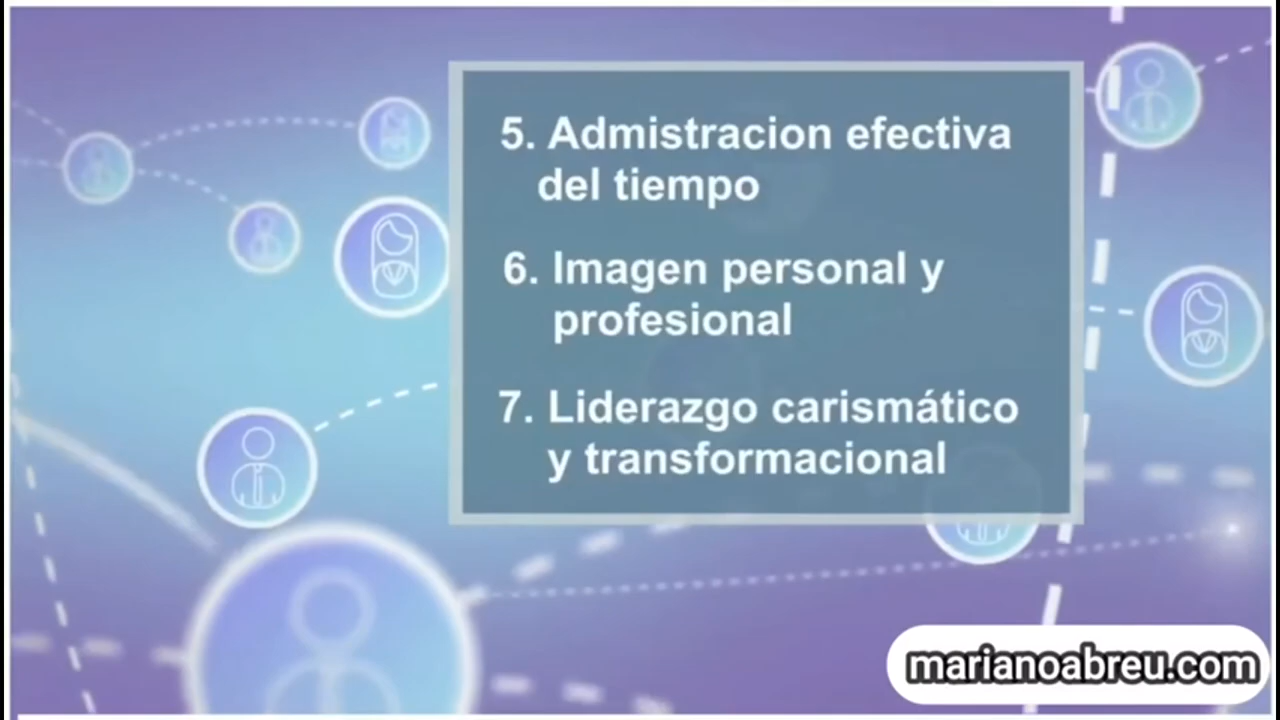 5. Admistracion efectiva
del tiempo
6. Imagen personal y
profesional
7. Liderazgo carismático
y transformacional
marianoabreu.com